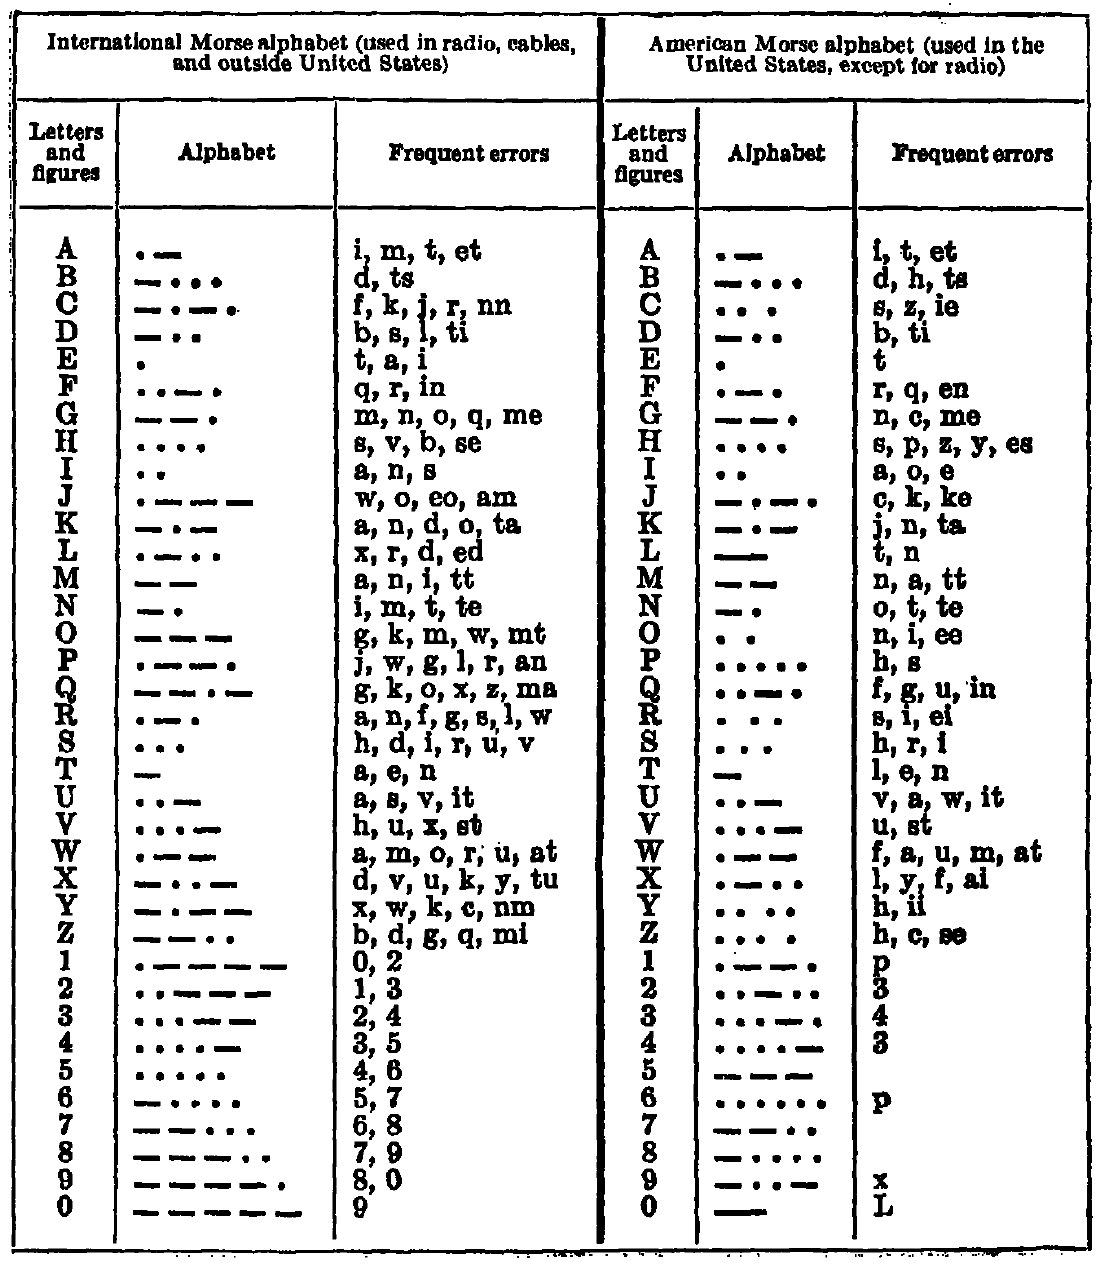 International Morse alphabet (used in radio, cables, and outside United States) | American Morse alphabet (used in the United States, except for radio)
Letters and figures | Alphabet | Frequent errors | Letters and figures | Alphabet | Frequent errors
A | . — | i, m, t, et | A | . — | i, t, et
B | — . . . | d, ts | B | — . . . | d, h, ts
C | — . — . | f, k, j, r, nn | C | . . . | s, z, ie
D | — . . | b, s, l, ti | D | — . . | b, ti
E | . | t, a, i | E | . | t
F | . . — . | q, r, in | F | . — . | r, q, en
G | — — . | m, n, o, q, me | G | — — . | n, c, me
H | . . . . | s, v, b, se | H | . . . . | s, p, z, y, es
I | . . | a, n, s | I | . . | a, o, e
J | . — — — | w, o, eo, am | J | — . — . | c, k, ke
K | — . — | a, n, d, o, ta | K | — . — | j, n, ta
L | . — . . | x, r, d, ed | L | — | t, n
M | — — | a, n, i, tt | M | — — | n, a, tt
N | — . | i, m, t, te | N | — . | o, t, te
O | — — — | g, k, m, w, mt | O | . . | n, i, ee
P | . — — . | j, w, g, l, r, an | P | . . . . . | h, s
Q | — — . — | g, k, o, x, z, ma | Q | . . — . | f, g, u, in
R | . — . | a, n, f, g, s, l, w | R | . . . | s, i, ei
S | . . . | h, d, i, r, u, v | S | . . . | h, r, i
T | — | a, e, n | T | — | l, e, n
U | . . — | a, s, v, it | U | . . — | v, a, w, it
V | . . . — | h, u, x, st | V | . . . — | u, st
W | . — — | a, m, o, r, u, at | W | . — — | f, a, u, m, at
X | — . . — | d, v, u, k, y, tu | X | . — . . | l, y, f, ai
Y | — . — — | x, w, k, c, nm | Y | . . . . | h, ii
Z | — — . . | b, d, g, q, mi | Z | . . . . | h, c, se
1 | . — — — — | 0, 2 | 1 | . — — . | p
2 | . . — — — | 1, 3 | 2 | . . — . . | 3
3 | . . . — — | 2, 4 | 3 | . . . — . | 4
4 | . . . . — | 3, 5 | 4 | . . . . — | 3
5 | . . . . . | 4, 6 | 5 | — — — |
6 | — . . . . | 5, 7 | 6 | . . . . . . | p
7 | — — . . . | 6, 8 | 7 | — — . . |
8 | — — — . . | 7, 9 | 8 | — . . . . |
9 | — — — — . | 8, 0 | 9 | — . . — | x
0 | — — — — — | 9 | 0 | — | L